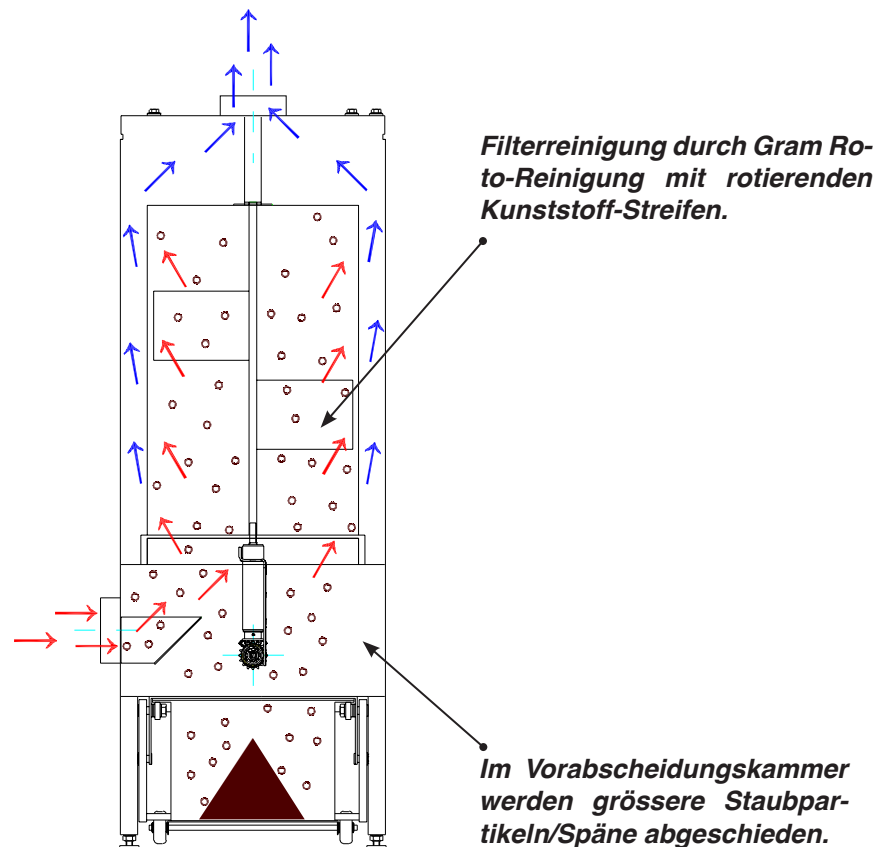 Filterreinigung durch Gram Ro-
to-Reinigung mit rotierenden
Kunststoff-Streifen.
Im Vorabscheidungskammer
werden grössere Staubpar-
tikeln/Späne abgeschieden.